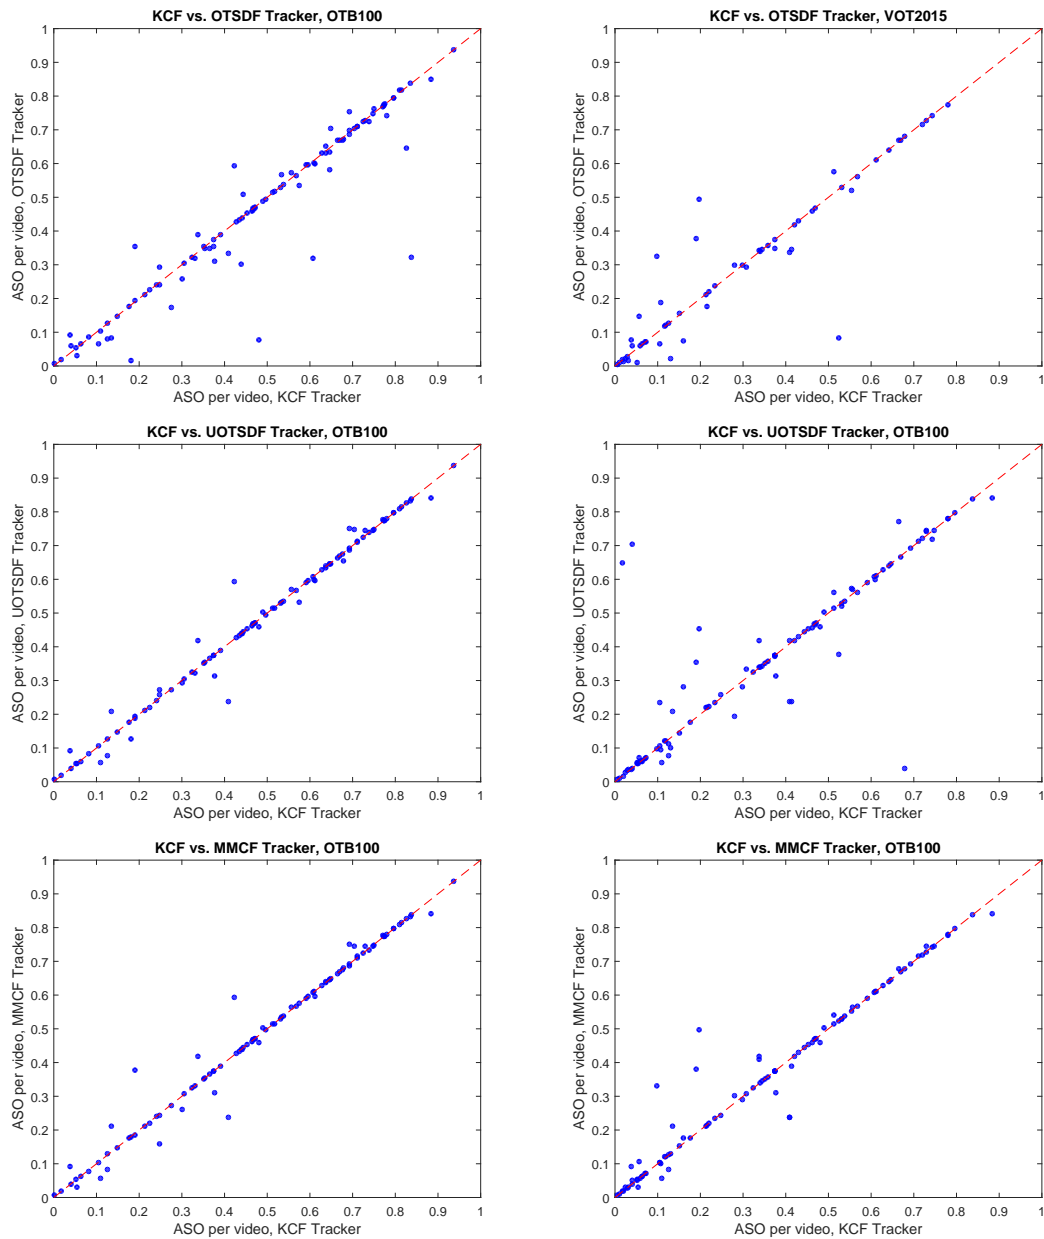 KCF vs. OTSDF Tracker, OTB100
1
0.9
0.8
0.7
0.6
0.5
0.4
0.3
0.2
0.1
0
ASO per video, OTSDF Tracker
0 0.1 0.2 0.3 0.4 0.5 0.6 0.7 0.8 0.9 1
ASO per video, KCF Tracker
KCF vs. OTSDF Tracker, VOT2015
1
0.9
0.8
0.7
0.6
0.5
0.4
0.3
0.2
0.1
0
ASO per video, OTSDF Tracker
0 0.1 0.2 0.3 0.4 0.5 0.6 0.7 0.8 0.9 1
ASO per video, KCF Tracker
KCF vs. UOTSDF Tracker, OTB100
1
0.9
0.8
0.7
0.6
0.5
0.4
0.3
0.2
0.1
0
ASO per video, UOTSDF Tracker
0 0.1 0.2 0.3 0.4 0.5 0.6 0.7 0.8 0.9 1
ASO per video, KCF Tracker
KCF vs. UOTSDF Tracker, OTB100
1
0.9
0.8
0.7
0.6
0.5
0.4
0.3
0.2
0.1
0
ASO per video, UOTSDF Tracker
0 0.1 0.2 0.3 0.4 0.5 0.6 0.7 0.8 0.9 1
ASO per video, KCF Tracker
KCF vs. MMCF Tracker, OTB100
1
0.9
0.8
0.7
0.6
0.5
0.4
0.3
0.2
0.1
0
ASO per video, MMCF Tracker
0 0.1 0.2 0.3 0.4 0.5 0.6 0.7 0.8 0.9 1
ASO per video, KCF Tracker
KCF vs. MMCF Tracker, OTB100
1
0.9
0.8
0.7
0.6
0.5
0.4
0.3
0.2
0.1
0
ASO per video, MMCF Tracker
0 0.1 0.2 0.3 0.4 0.5 0.6 0.7 0.8 0.9 1
ASO per video, KCF Tracker